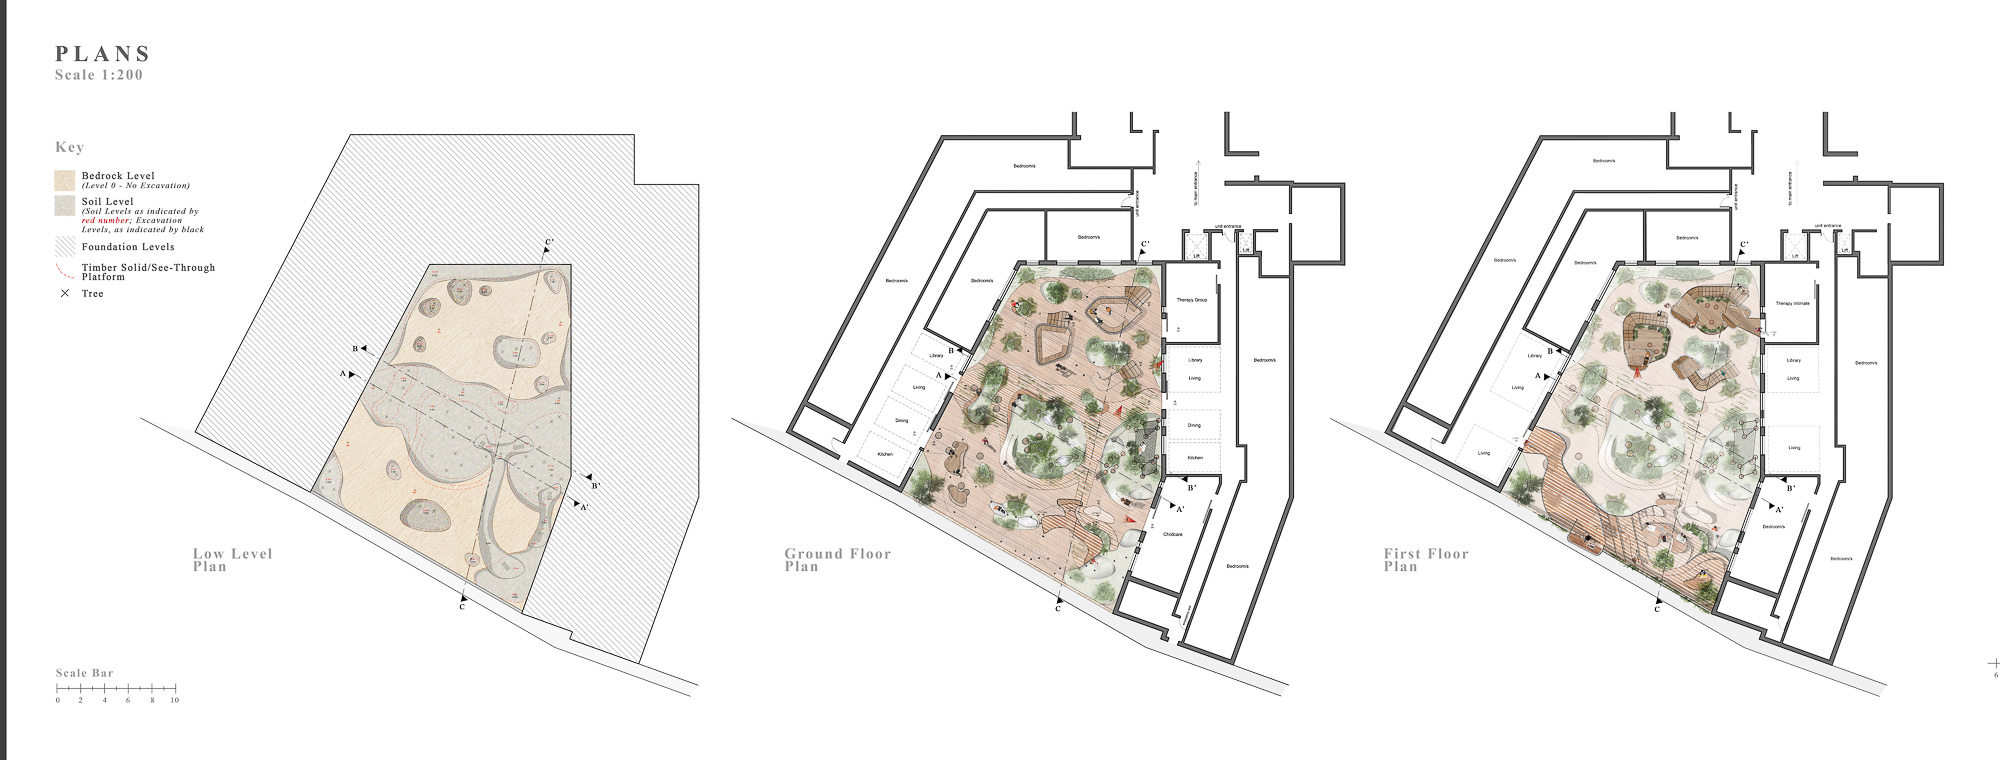 PLANS
Scale 1:200
Key
Bedrock Level
(Level 0 - No Excavation)
Soil Level
(Soil Levels as indicated by
red number; Excavation
Levels, as indicated by black
Foundation Levels
Timber Solid/See-Through
Platform
Tree
C'
B
A
B'
A'
C
Low Level
Plan
Scale Bar
0 2 4 6 8 10
Bedroom/s
to main entrance
unit entrance
unit entrance
Bedroom/s
Lift
Lift
C'
Bedroom/s
Bedroom/s
Therapy Group
Library
B
Library
Bedroom/s
A
Living
Living
Dining
Dining
Kitchen
Kitchen
B'
A'
Childcare
Bedroom/s
C
Ground Floor
Plan
Bedroom/s
to main entrance
unit entrance
unit entrance
Bedroom/s
Lift
Lift
C'
Bedroom/s
Bedroom/s
Therapy Intimate
B
Library
Library
Bedroom/s
A
Living
Living
Living
Living
B'
A'
Bedroom/s
Bedroom/s
C
First Floor
Plan
6